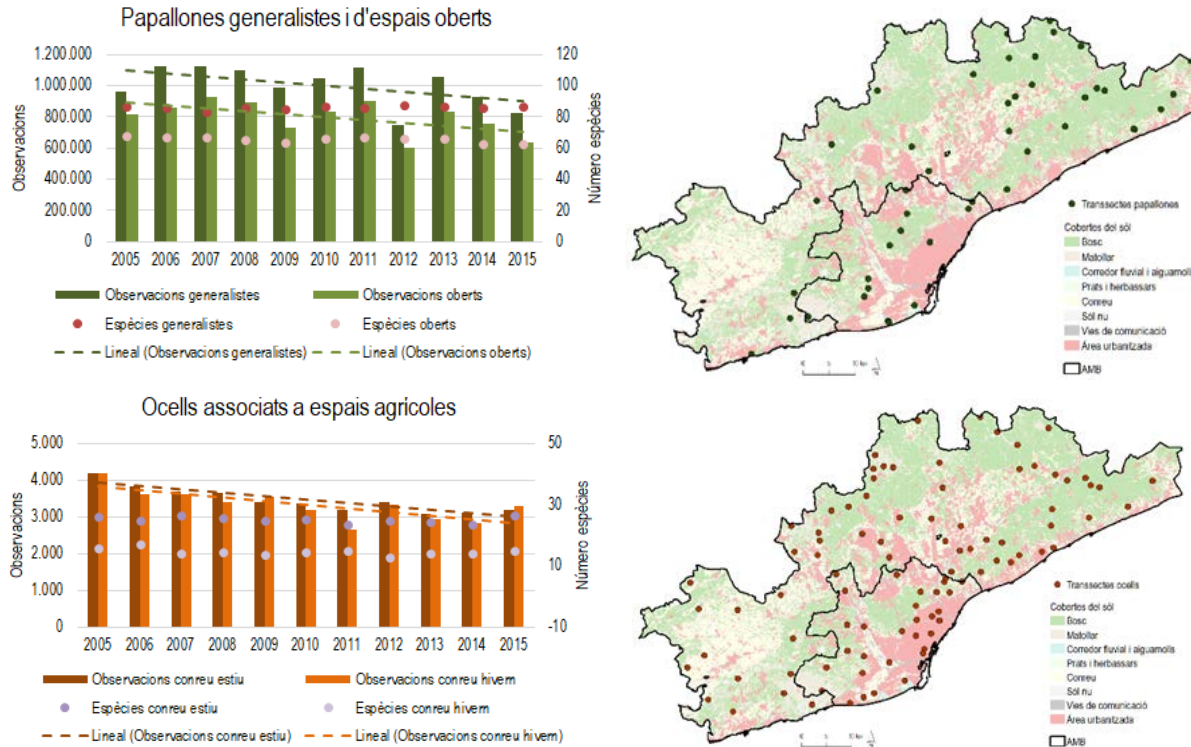 Papallones generalistes i d'espais oberts
1.200.000
1.000.000
800.000
600.000
400.000
200.000
0
Observacions
120
100
80
60
40
20
0
Número espècies
2005 2006 2007 2008 2009 2010 2011 2012 2013 2014 2015
Observacions generalistes Observacions oberts
Espècies generalistes Espècies oberts
Lineal (Observacions generalistes) Lineal (Observacions oberts)
Transsectes papallones
Cobertes del sòl
Bosc
Matollar
Corredor fluvial i aiguamolls
Prats i herbassars
Conreu
Sòl nu
Vies de comunicació
Àrea urbanitzada
AMB
Ocells associats a espais agrícoles
5.000
4.000
3.000
2.000
1.000
0
Observacions
50
30
10
-10
Número espècies
2005 2006 2007 2008 2009 2010 2011 2012 2013 2014 2015
Observacions conreu estiu Observacions conreu hivern
Espècies conreu estiu Espècies conreu hivern
Lineal (Observacions conreu estiu) Lineal (Observacions conreu hivern)
Transsectes ocells
Cobertes del sòl
Bosc
Matollar
Corredor fluvial i aiguamolls
Prats i herbassars
Conreu
Sòl nu
Vies de comunicació
Àrea urbanitzada
AMB